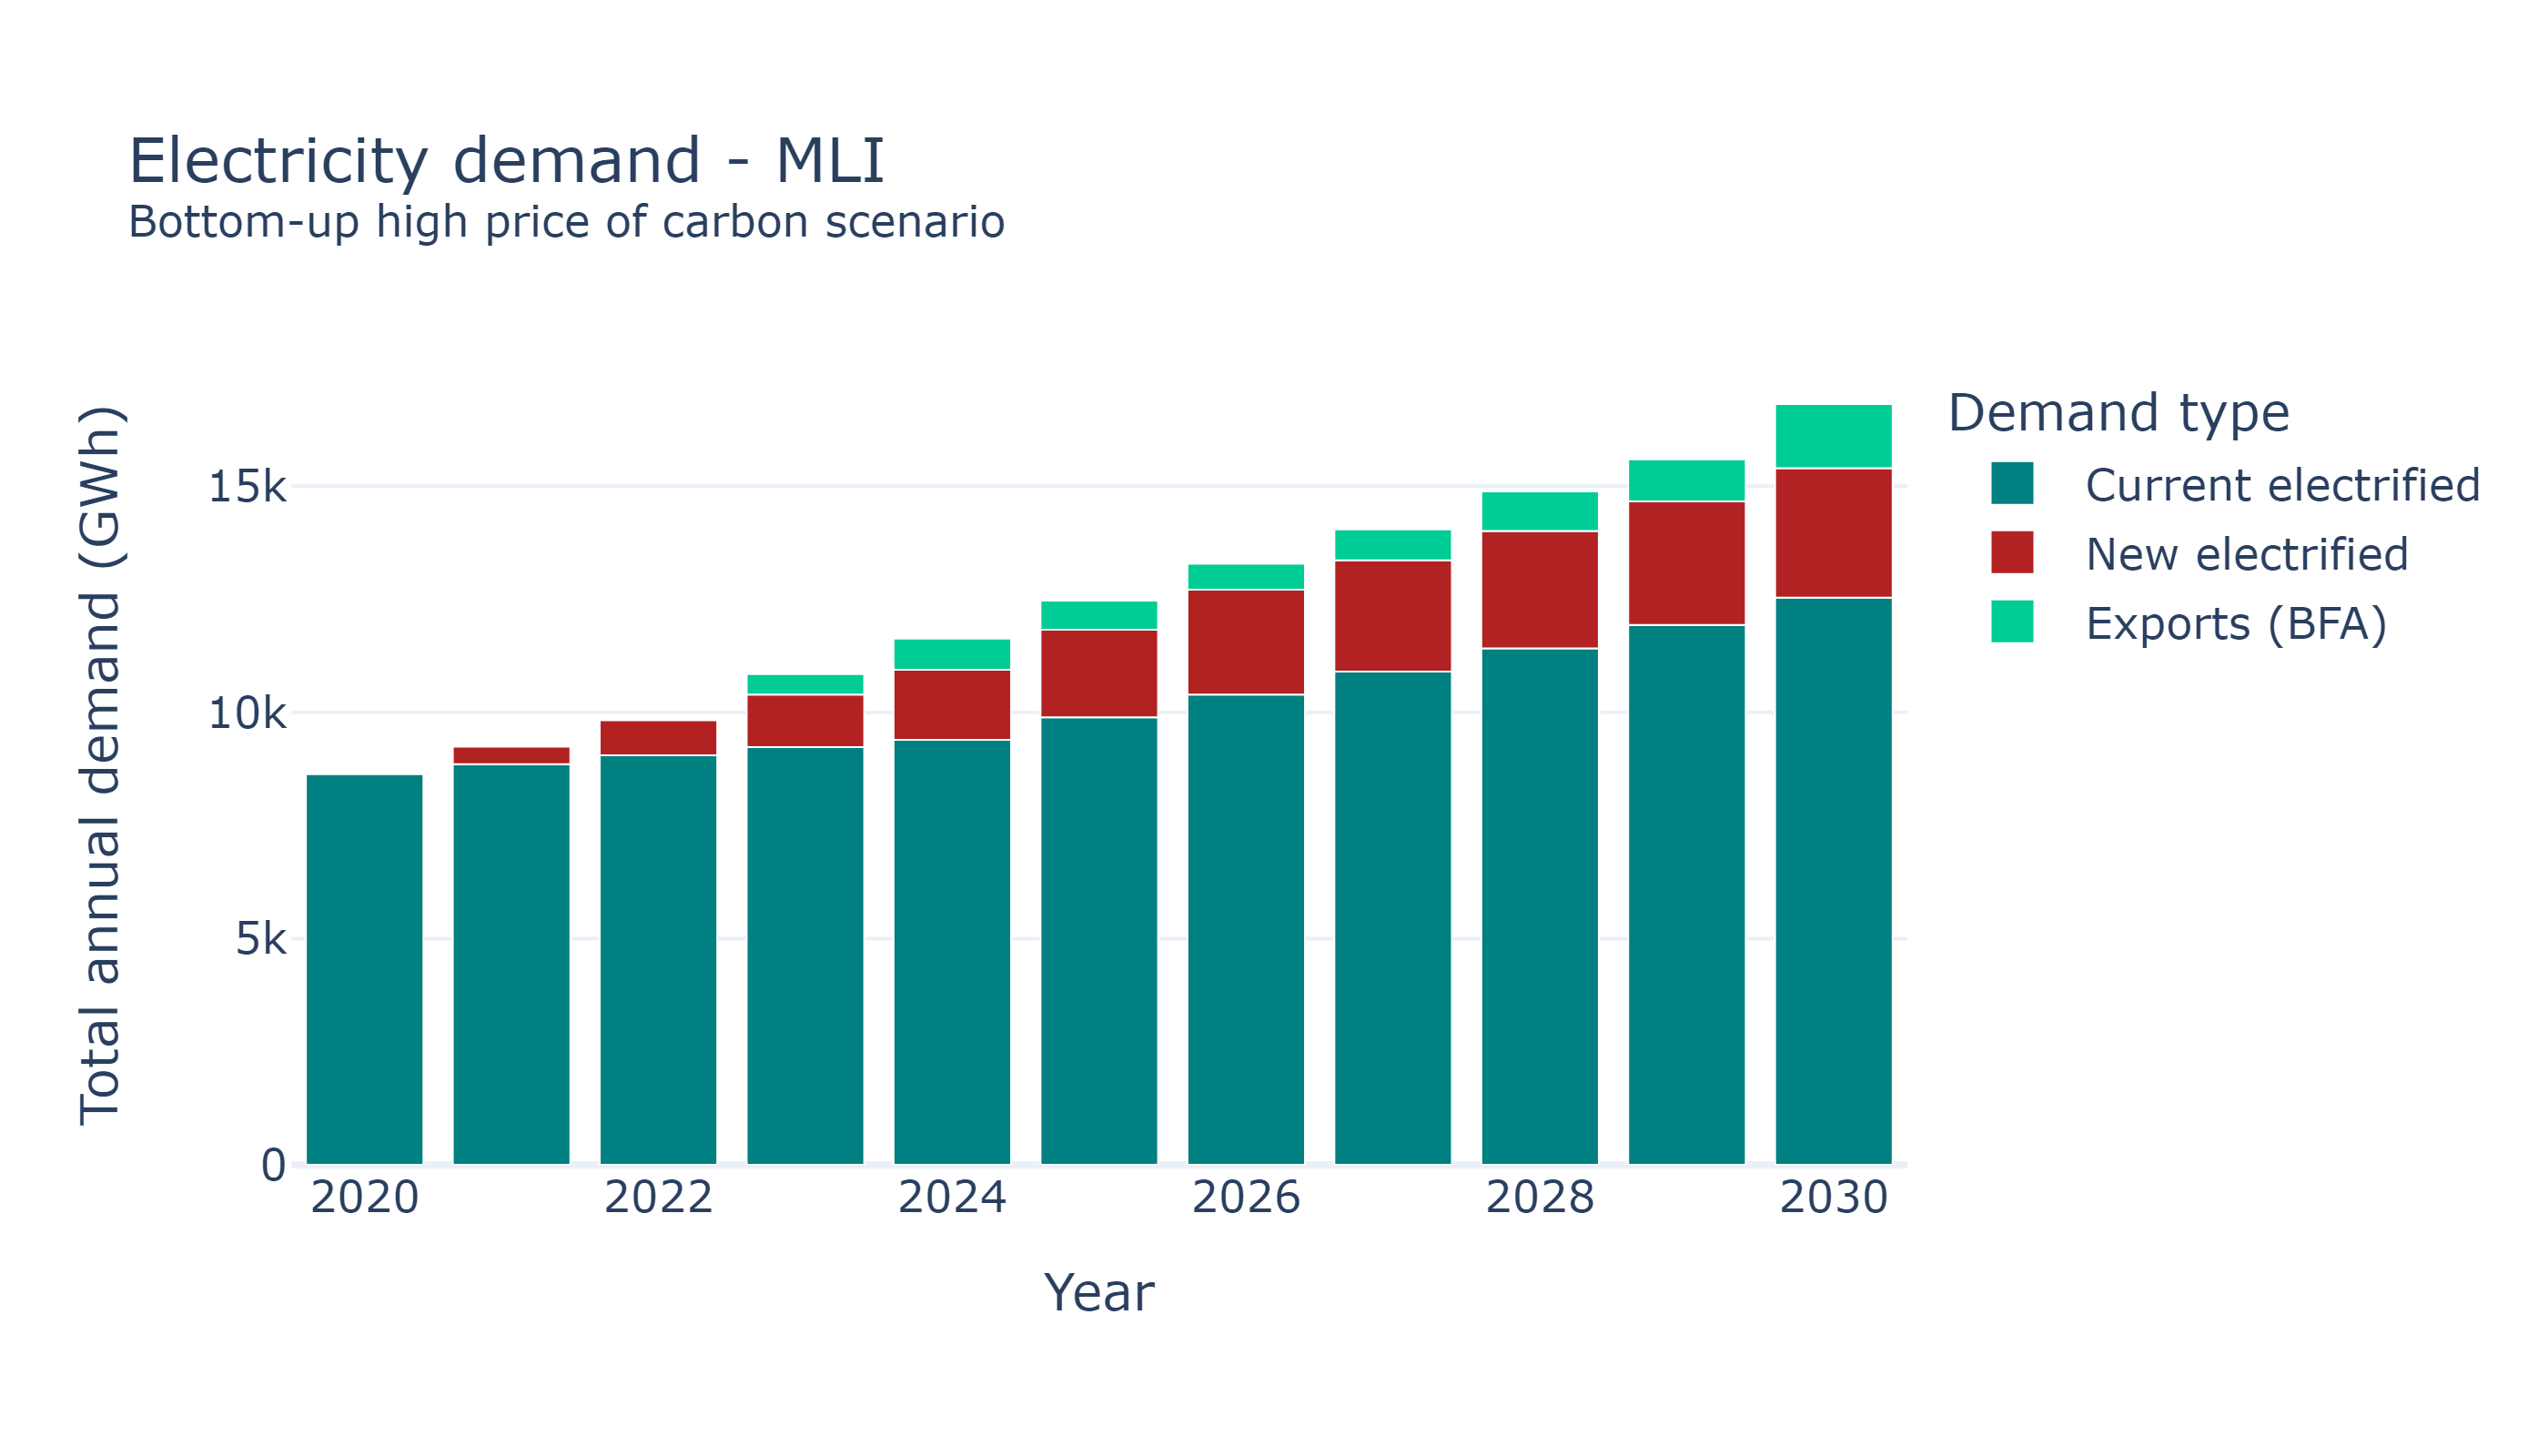 Electricity demand - MLI
Bottom-up high price of carbon scenario
Total annual demand (GWh)
15k
10k
5k
0
2020
2022
2024
2026
2028
2030
Year
Demand type
Current electrified
New electrified
Exports (BFA)